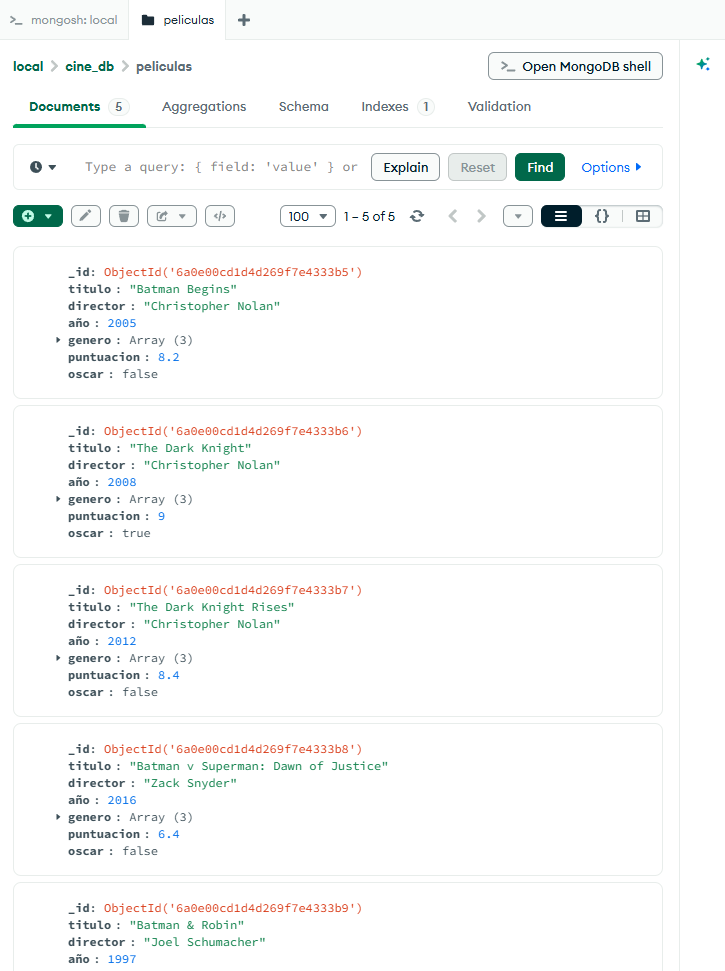 >_ mongosh: local
peliculas
local > cine_db > peliculas
>_ Open MongoDB shell
Documents 5
Aggregations
Schema
Indexes 1
Validation
Type a query: { field: 'value' } or
Explain
Reset
Find
Options
100
1 – 5 of 5
{}
_id: ObjectId('6a0e00cd1d4d269f7e4333b5')
titulo : "Batman Begins"
director : "Christopher Nolan"
año : 2005
genero : Array (3)
puntuacion : 8.2
oscar : false
_id: ObjectId('6a0e00cd1d4d269f7e4333b6')
titulo : "The Dark Knight"
director : "Christopher Nolan"
año : 2008
genero : Array (3)
puntuacion : 9
oscar : true
_id: ObjectId('6a0e00cd1d4d269f7e4333b7')
titulo : "The Dark Knight Rises"
director : "Christopher Nolan"
año : 2012
genero : Array (3)
puntuacion : 8.4
oscar : false
_id: ObjectId('6a0e00cd1d4d269f7e4333b8')
titulo : "Batman v Superman: Dawn of Justice"
director : "Zack Snyder"
año : 2016
genero : Array (3)
puntuacion : 6.4
oscar : false
_id: ObjectId('6a0e00cd1d4d269f7e4333b9')
titulo : "Batman & Robin"
director : "Joel Schumacher"
año : 1997